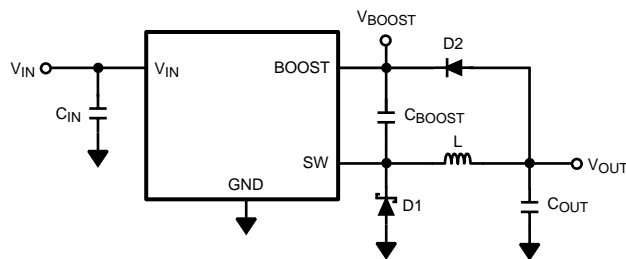 VBOOST
D2
VIN
VIN
BOOST
CIN
CBOOST
L
SW
VOUT
GND
D1
COUT